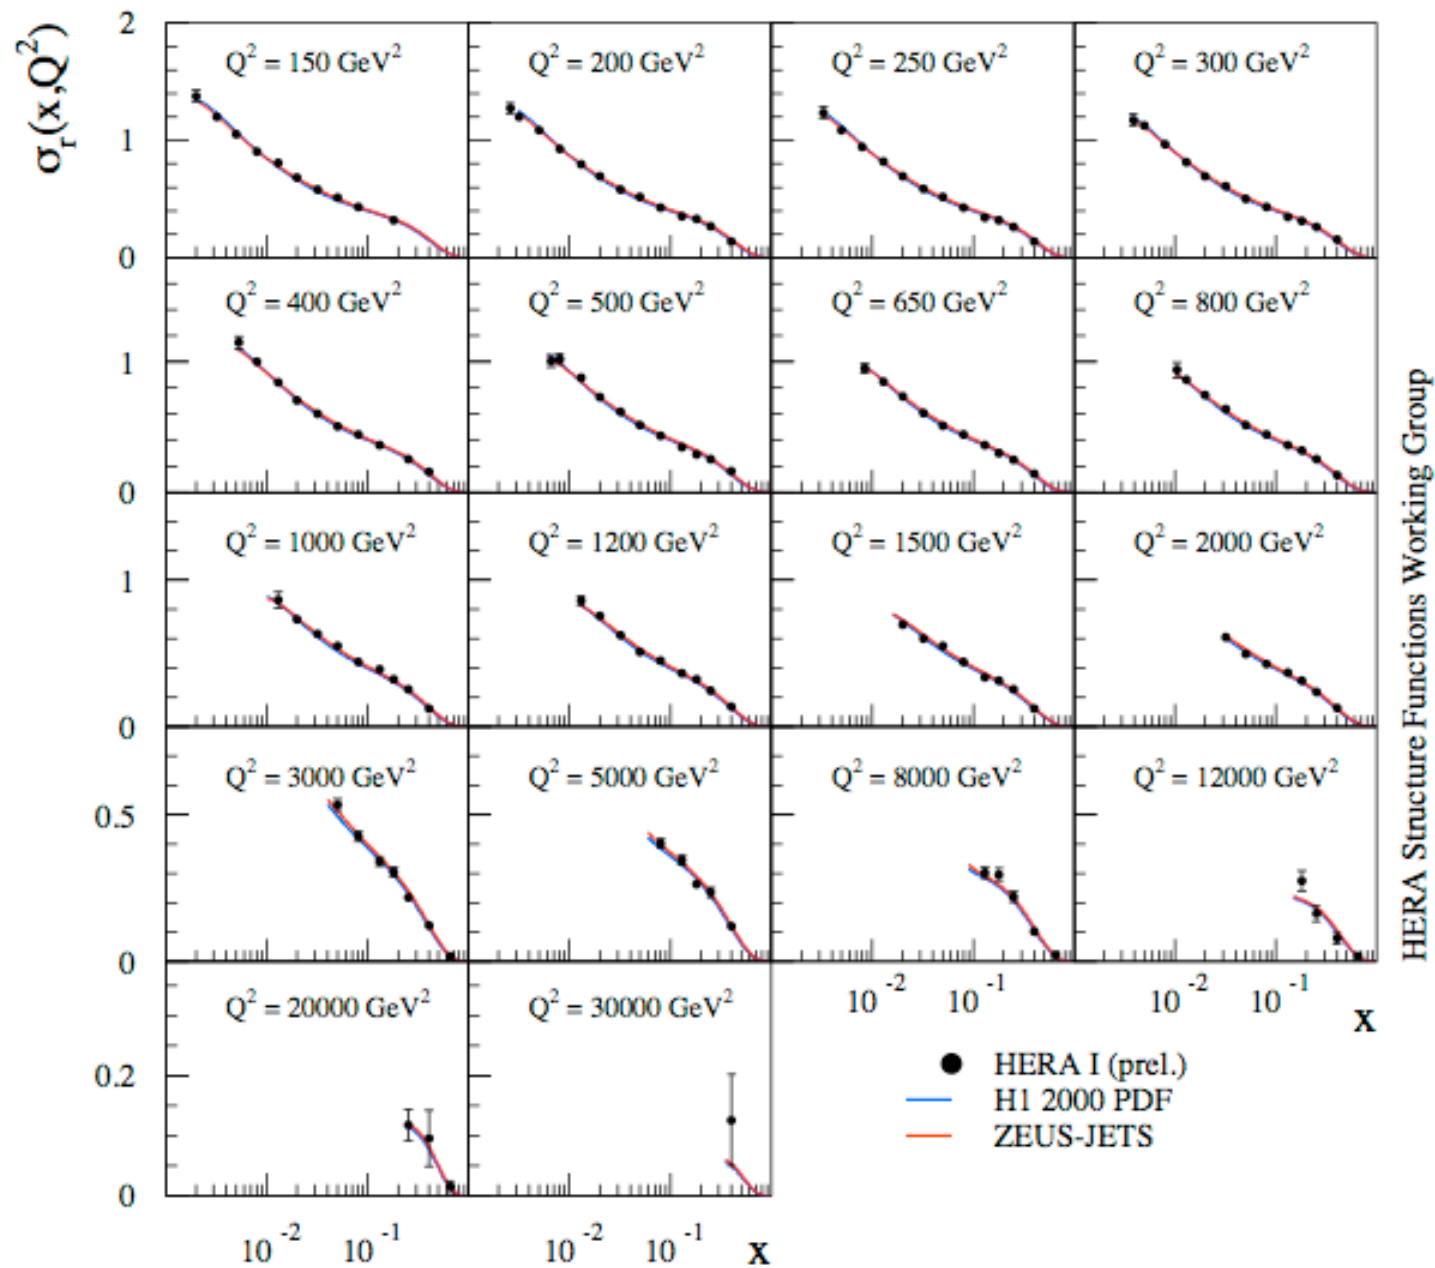 σr(x,Q²)
2
Q² = 150 GeV²
Q² = 200 GeV²
Q² = 250 GeV²
Q² = 300 GeV²
1
0
Q² = 400 GeV²
Q² = 500 GeV²
Q² = 650 GeV²
Q² = 800 GeV²
1
0
Q² = 1000 GeV²
Q² = 1200 GeV²
Q² = 1500 GeV²
Q² = 2000 GeV²
1
0
Q² = 3000 GeV²
Q² = 5000 GeV²
Q² = 8000 GeV²
Q² = 12000 GeV²
0.5
0
Q² = 20000 GeV²
Q² = 30000 GeV²
10⁻² 10⁻¹
10⁻² 10⁻¹ x
0.2
0
10⁻² 10⁻¹
10⁻² 10⁻¹ x
HERA I (prel.)
H1 2000 PDF
ZEUS-JETS
HERA Structure Functions Working Group